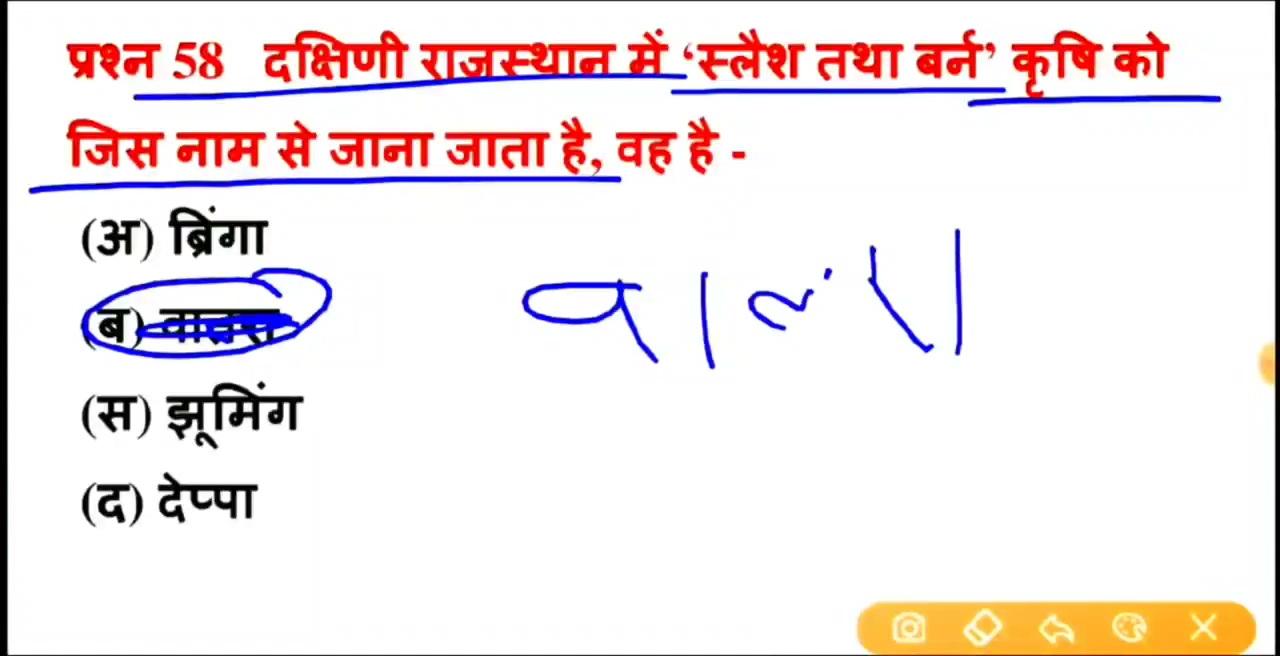 प्रश्न 58 दक्षिणी राजस्थान में ‘स्लैश तथा बर्न’ कृषि को
जिस नाम से जाना जाता है, वह है -
(अ) ब्रिंगा
(ब)
(स) झूमिंग
(द) देप्पा